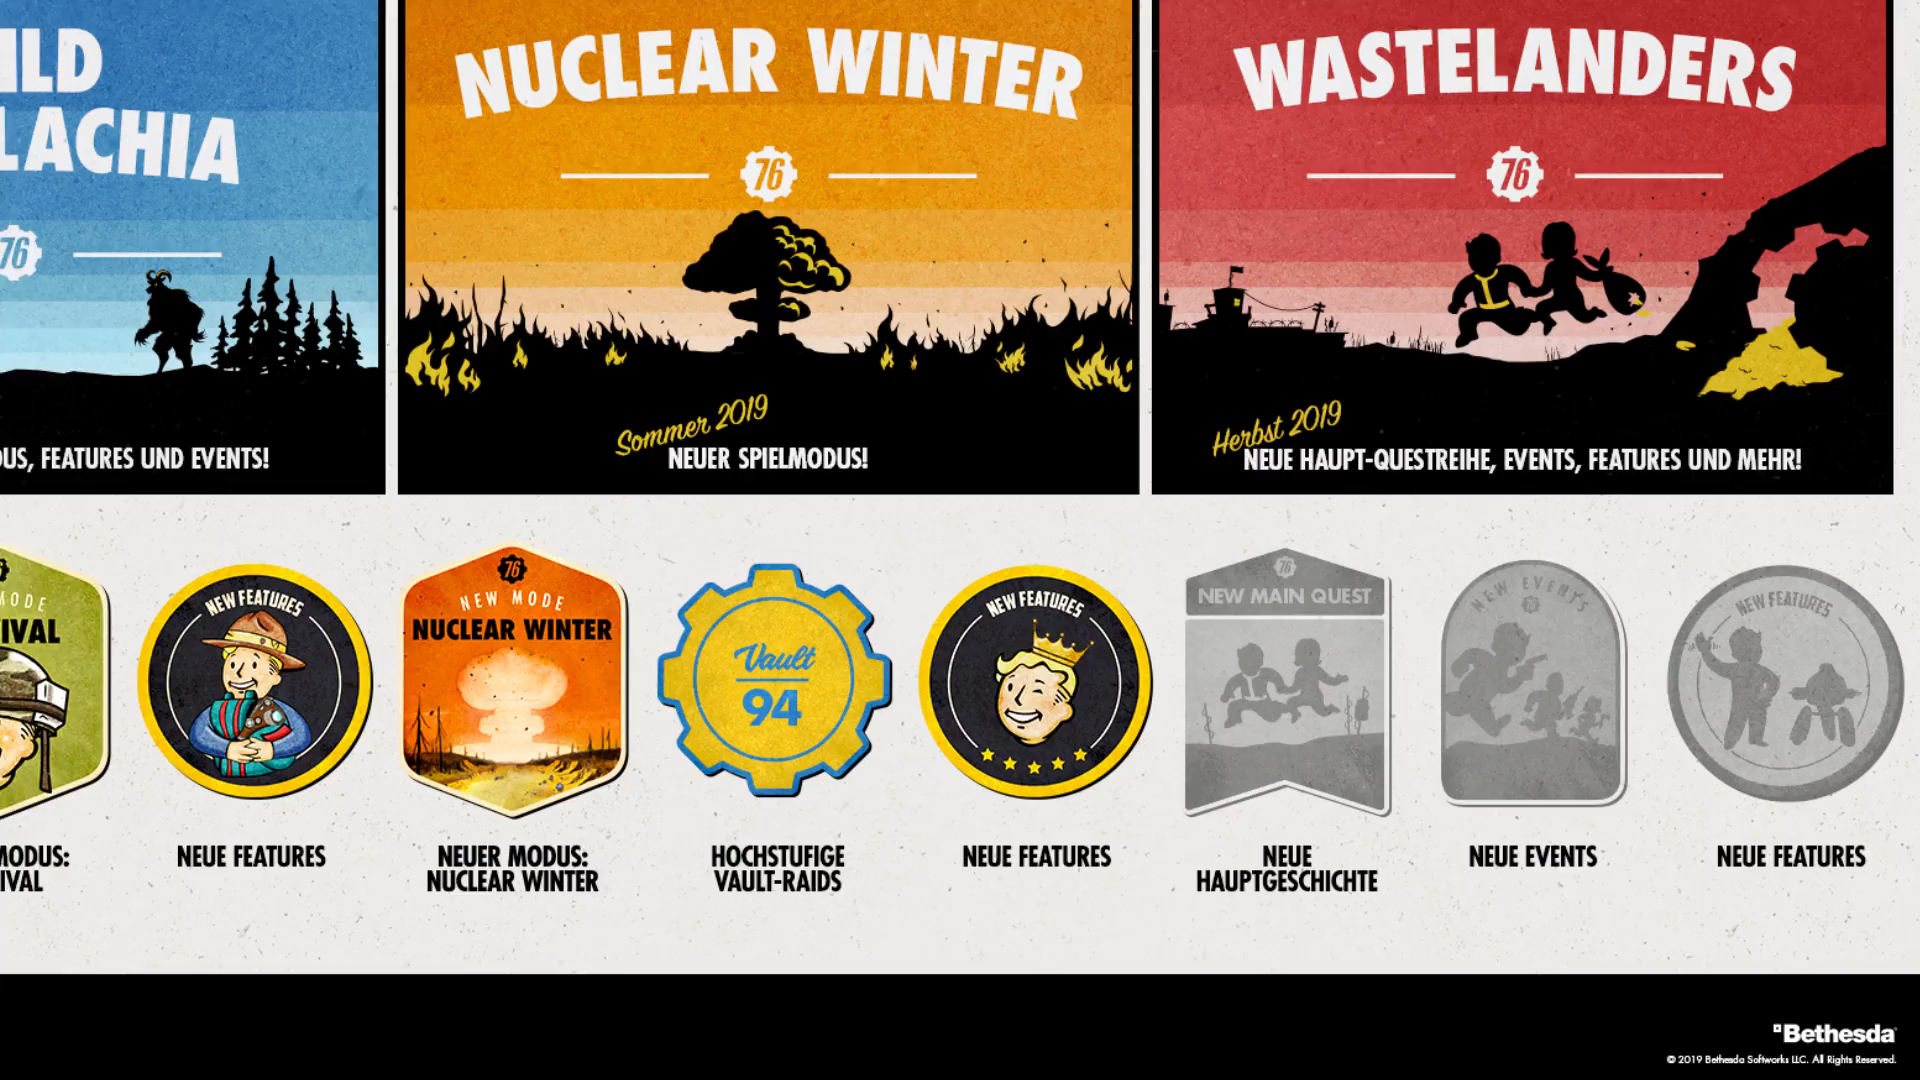 ILD
LACHIA
76
OUS, FEATURES UND EVENTS!
NUCLEAR WINTER
76
Sommer 2019
NEUER SPIELMODUS!
WASTELANDERS
76
Herbst 2019
NEUE HAUPT-QUESTREIHE, EVENTS, FEATURES UND MEHR!
MODE
IVAL
MODUS:
IVAL
NEW FEATURES
NEUE FEATURES
76
NEW MODE
NUCLEAR WINTER
NEUER MODUS:
NUCLEAR WINTER
Vault
94
HOCHSTUFIGE
VAULT-RAIDS
NEW FEATURES
NEUE FEATURES
76
NEW MAIN QUEST
NEUE
HAUPTGESCHICHTE
NEW EVENTS
NEUE EVENTS
NEW FEATURES
NEUE FEATURES
Bethesda
© 2019 Bethesda Softworks LLC. All Rights Reserved.